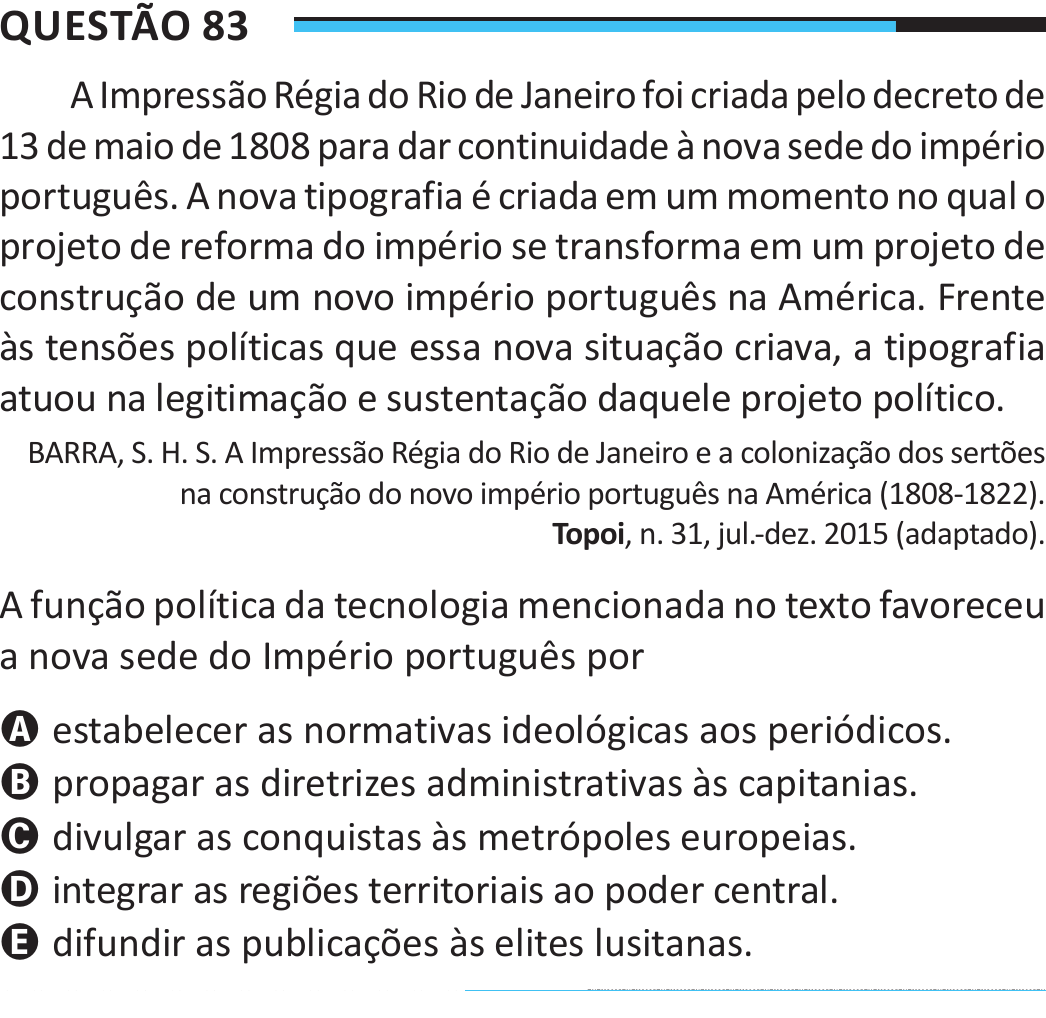 QUESTÃO 83
A Impressão Régia do Rio de Janeiro foi criada pelo decreto de
13 de maio de 1808 para dar continuidade à nova sede do império
português. A nova tipografia é criada em um momento no qual o
projeto de reforma do império se transforma em um projeto de
construção de um novo império português na América. Frente
às tensões políticas que essa nova situação criava, a tipografia
atuou na legitimação e sustentação daquele projeto político.
BARRA, S. H. S. A Impressão Régia do Rio de Janeiro e a colonização dos sertões
na construção do novo império português na América (1808-1822).
Topoi, n. 31, jul.-dez. 2015 (adaptado).
A função política da tecnologia mencionada no texto favoreceu
a nova sede do Império português por
A estabelecer as normativas ideológicas aos periódicos.
B propagar as diretrizes administrativas às capitanias.
C divulgar as conquistas às metrópoles europeias.
D integrar as regiões territoriais ao poder central.
E difundir as publicações às elites lusitanas.